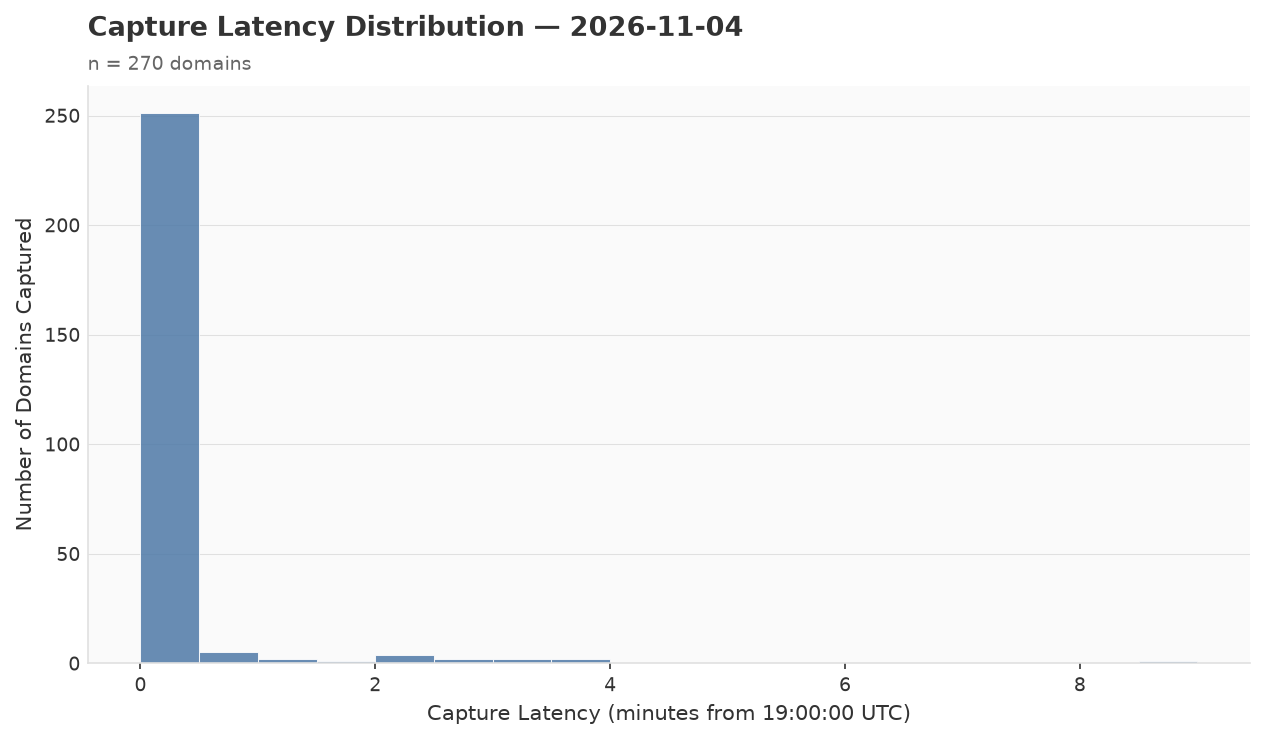 Capture Latency Distribution — 2026-11-04
n = 270 domains
Number of Domains Captured
250
200
150
100
50
0
0 2 4 6 8
Capture Latency (minutes from 19:00:00 UTC)